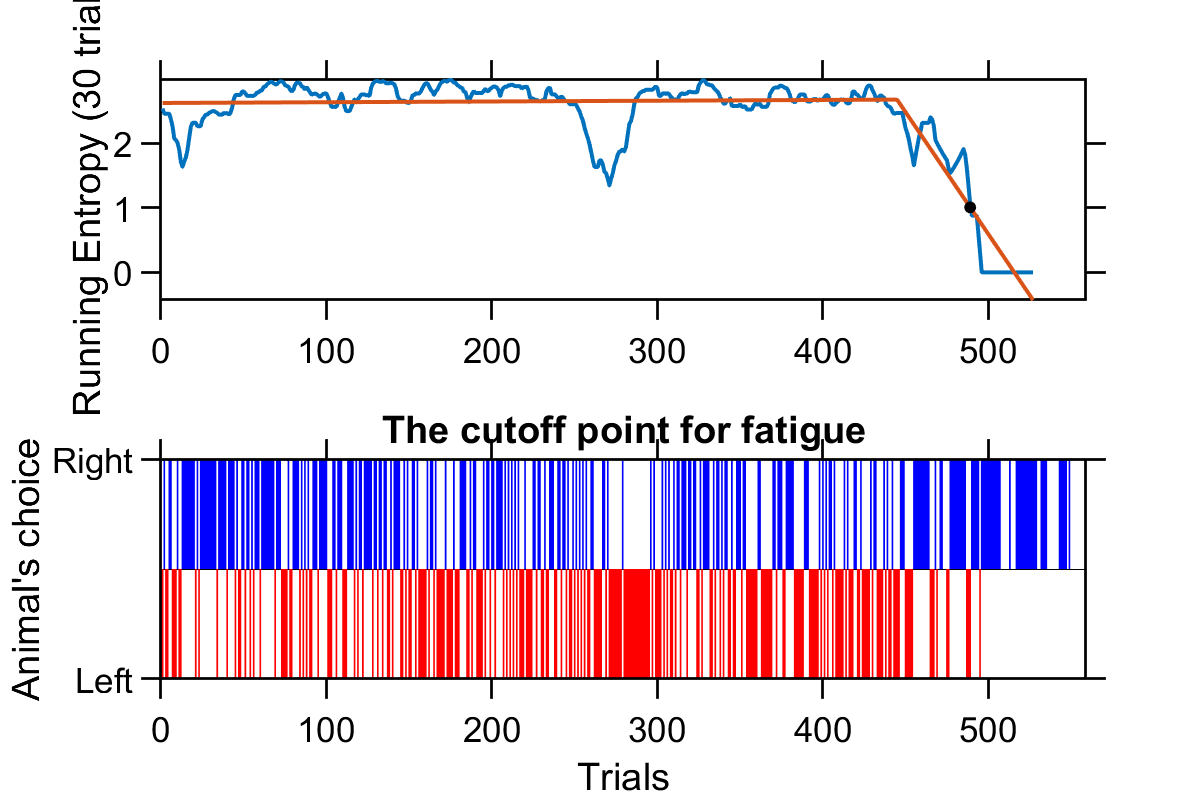 Running Entropy (30 trial
2
1
0
0 100 200 300 400 500
The cutoff point for fatigue
Animal's choice
Right
Left
0 100 200 300 400 500
Trials